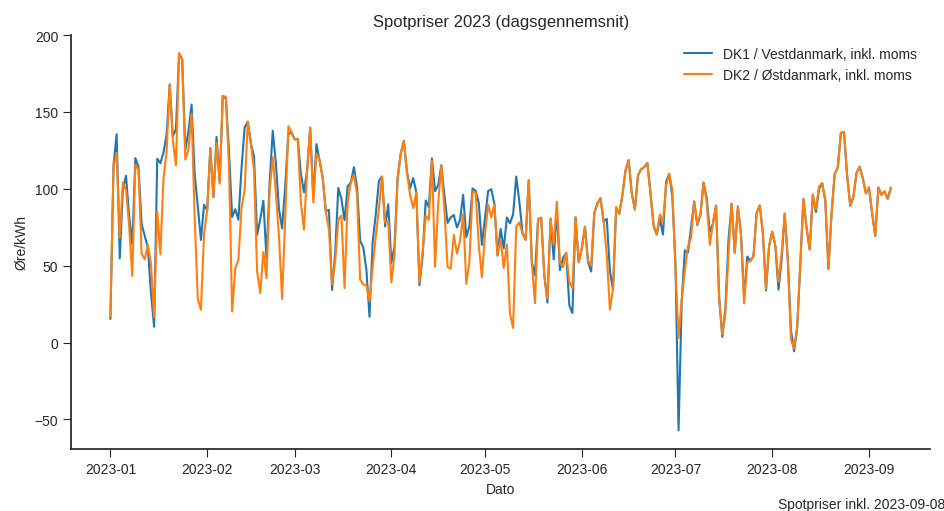 Spotpriser 2023 (dagsgennemsnit)
DK1 / Vestdanmark, inkl. moms
DK2 / Østdanmark, inkl. moms
200
150
100
50
0
−50
Øre/kWh
2023-01 2023-02 2023-03 2023-04 2023-05 2023-06 2023-07 2023-08 2023-09
Dato
Spotpriser inkl. 2023-09-08